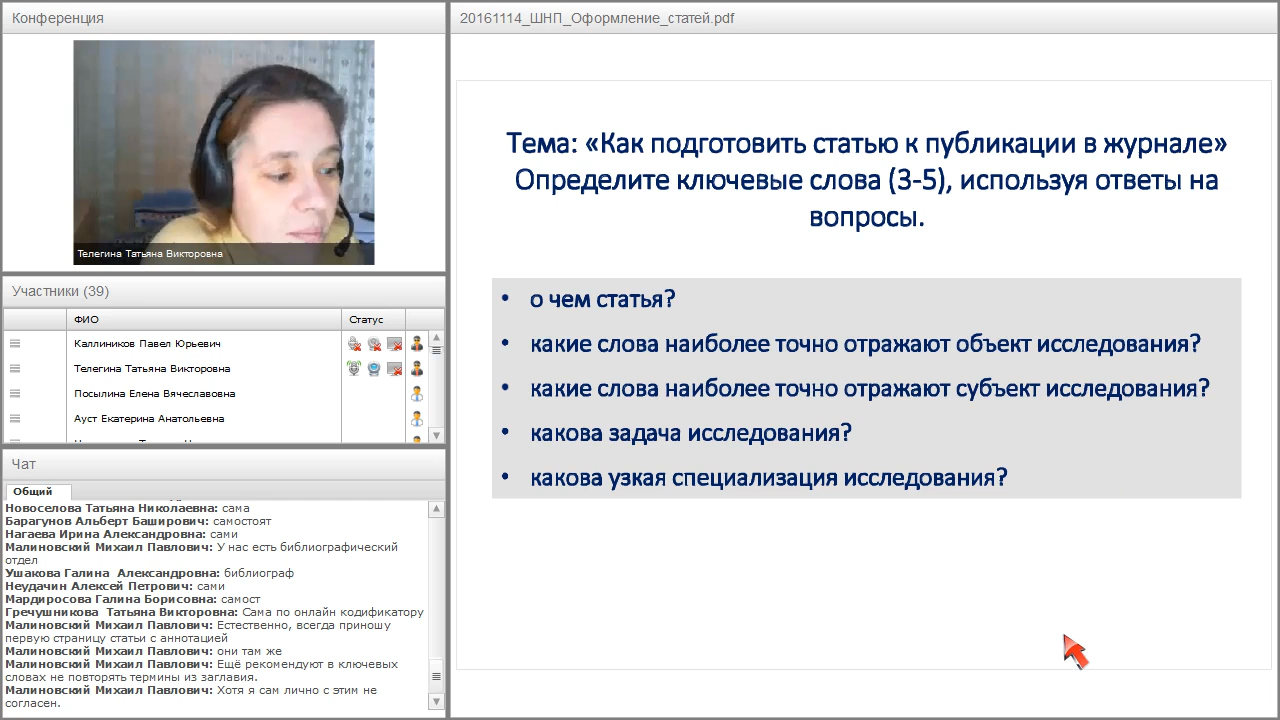 Конференция
Телегина Татьяна Викторовна
Участники (39)
ФИО
Статус
Каллиников Павел Юрьевич
Телегина Татьяна Викторовна
Посылина Елена Вячеславовна
Ауст Екатерина Анатольевна
Чат
Общий
Новоселова Татьяна Николаевна: сама
Барагунов Альберт Баширович: самостоят
Нагаева Ирина Александровна: сами
Малиновский Михаил Павлович: У нас есть библиографический
отдел
Ушакова Галина Александровна: библиограф
Неудачин Алексей Петрович: сами
Мардиросова Галина Борисовна: самост
Гречушникова Татьяна Викторовна: Сама по онлайн кодификатору
Малиновский Михаил Павлович: Естественно, всегда приношу
первую страницу статьи с аннотацией
Малиновский Михаил Павлович: они там же
Малиновский Михаил Павлович: Ещё рекомендуют в ключевых
словах не повторять термины из заглавия.
Малиновский Михаил Павлович: Хотя я сам лично с этим не
согласен.
20161114_ШНП_Оформление_статей.pdf
Тема: «Как подготовить статью к публикации в журнале»
Определите ключевые слова (3-5), используя ответы на
вопросы.
• о чем статья?
• какие слова наиболее точно отражают объект исследования?
• какие слова наиболее точно отражают субъект исследования?
• какова задача исследования?
• какова узкая специализация исследования?